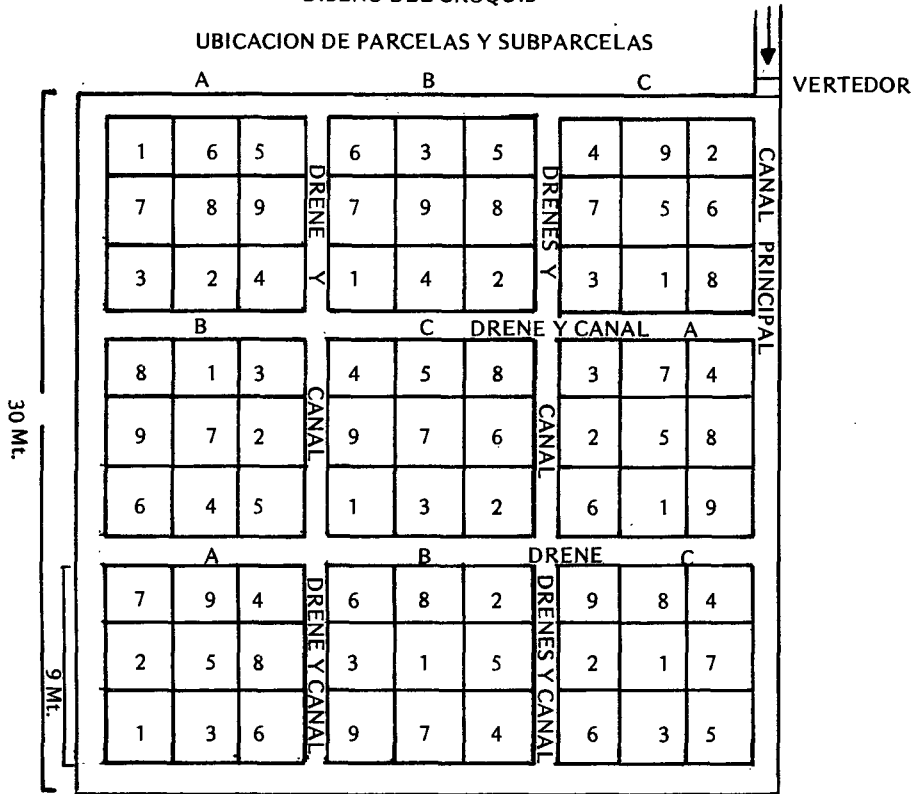 UBICACION DE PARCELAS Y SUBPARCELAS
A B C
VERTEDOR
1 6 5 6 3 5 4 9 2
7 8 9 7 9 8 7 5 6
3 2 4 1 4 2 3 1 8
DRENE Y CANAL
DRENES Y CANAL
CANAL PRINCIPAL
B C DRENE Y CANAL A
8 1 3 4 5 8 3 7 4
9 7 2 9 7 6 2 5 8
6 4 5 1 3 2 6 1 9
30 Mt.
A B DRENE C
7 9 4 6 8 2 9 8 4
2 5 8 3 1 5 2 1 7
1 3 6 9 7 4 6 3 5
DRENE Y CANAL
DRENES Y CANAL
9 Mt.